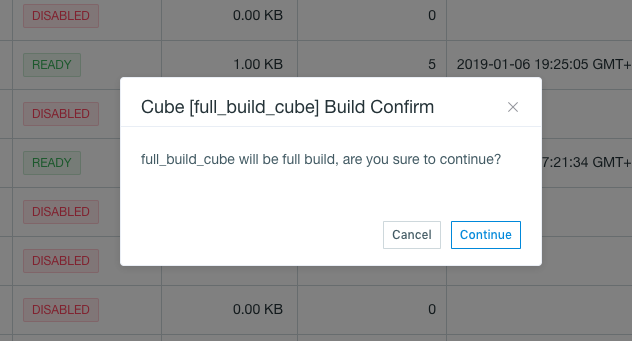 DISABLED 0.00 KB 0
READY 1.00 KB 5 2019-01-06 19:25:05 GMT+
DISABLED
Cube [full_build_cube] Build Confirm
full_build_cube will be full build, are you sure to continue?
READY 7:21:34 GMT+
DISABLED
Cancel Continue
DISABLED
DISABLED 0.00 KB 0